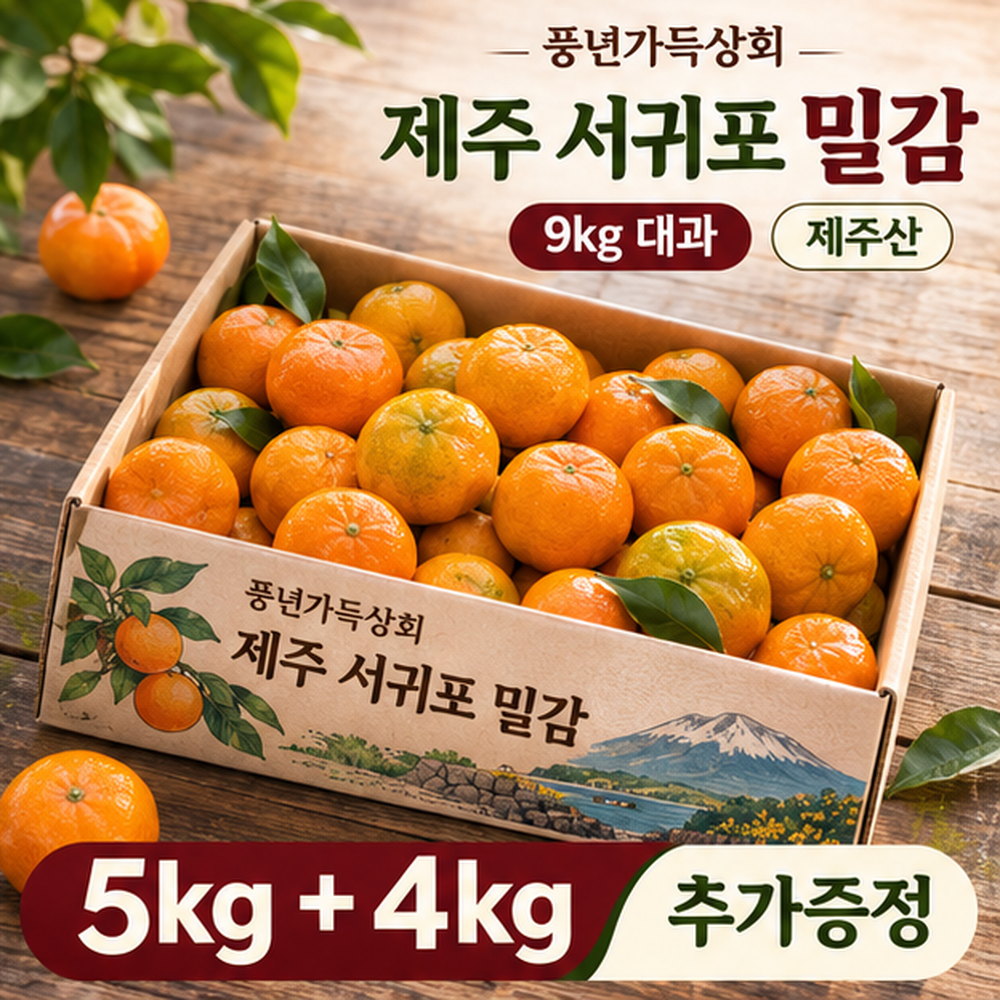 풍년가득상회
제주 서귀포 밀감
9kg 대과
제주산
풍년가득상회
제주 서귀포 밀감
5kg + 4kg
추가증정